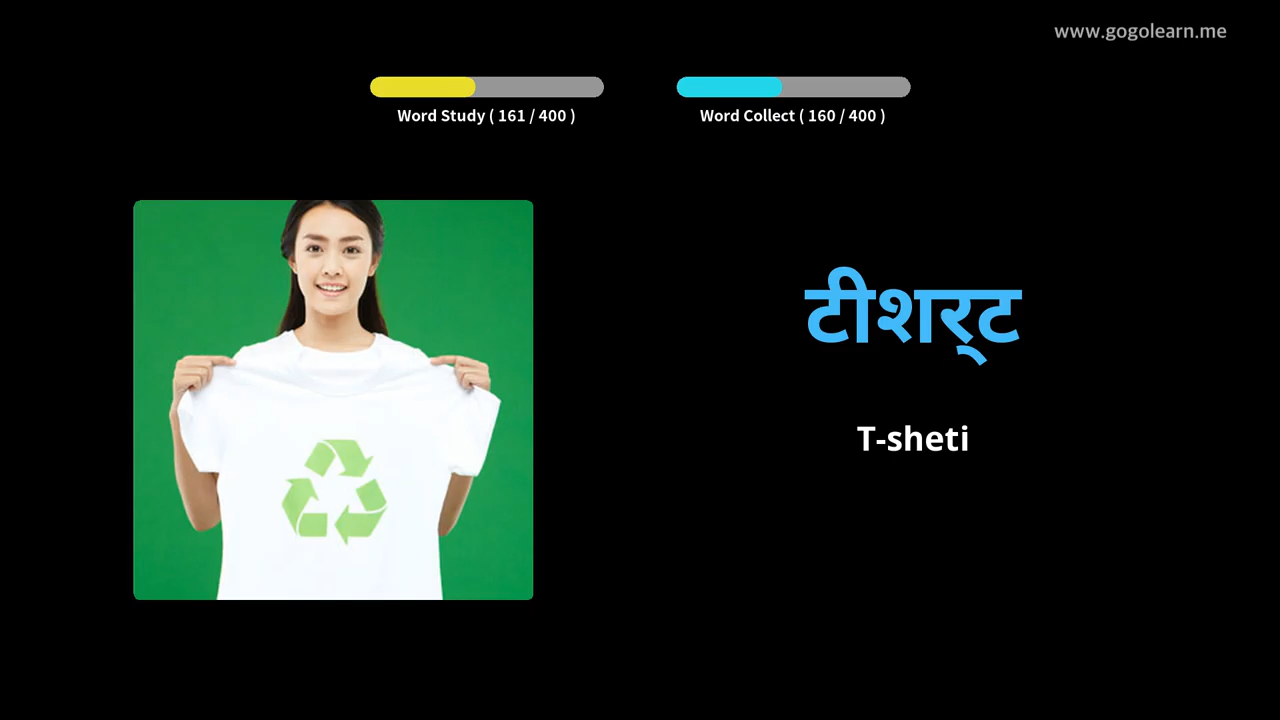 www.gogolearn.me
Word Study ( 161 / 400 )
Word Collect ( 160 / 400 )
टीशर्‍ट
T-sheti